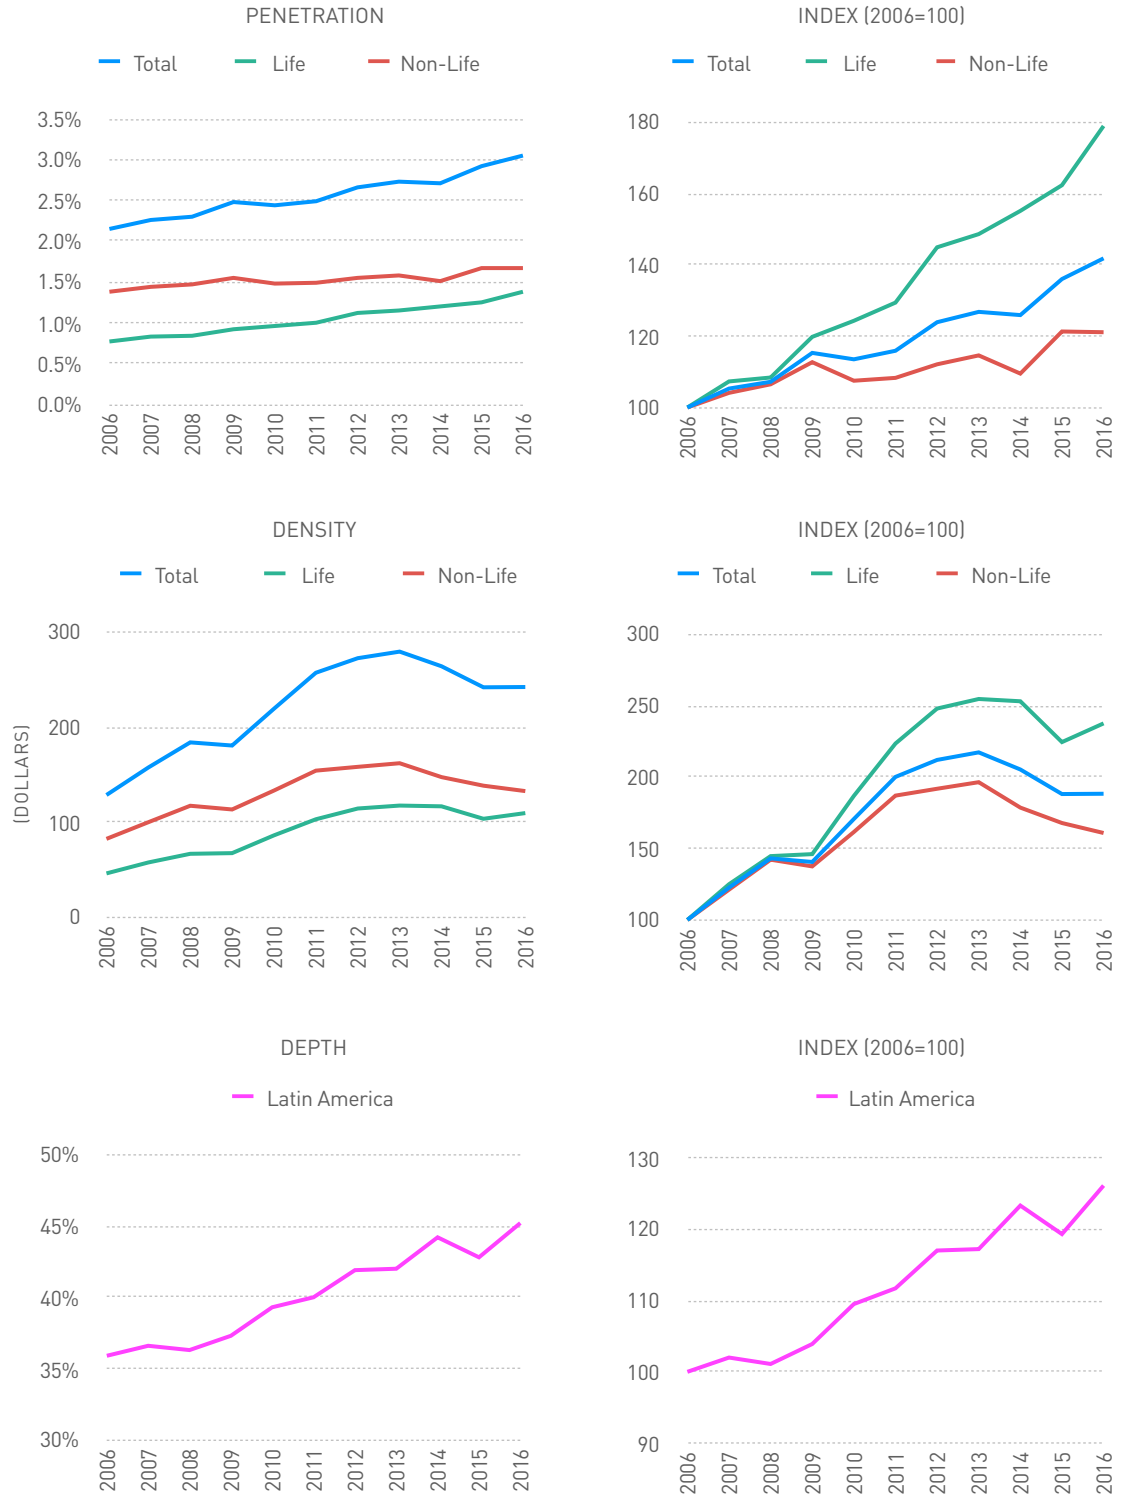 PENETRATION
Total Life Non-Life
3.5%
3.0%
2.5%
2.0%
1.5%
1.0%
0.5%
0.0%
2006 2007 2008 2009 2010 2011 2012 2013 2014 2015 2016
INDEX (2006=100)
Total Life Non-Life
180
160
140
120
100
2006 2007 2008 2009 2010 2011 2012 2013 2014 2015 2016
DENSITY
Total Life Non-Life
(DOLLARS)
300
200
100
0
2006 2007 2008 2009 2010 2011 2012 2013 2014 2015 2016
INDEX (2006=100)
Total Life Non-Life
300
250
200
150
100
2006 2007 2008 2009 2010 2011 2012 2013 2014 2015 2016
DEPTH
Latin America
50%
45%
40%
35%
30%
2006 2007 2008 2009 2010 2011 2012 2013 2014 2015 2016
INDEX (2006=100)
Latin America
130
120
110
100
90
2006 2007 2008 2009 2010 2011 2012 2013 2014 2015 2016